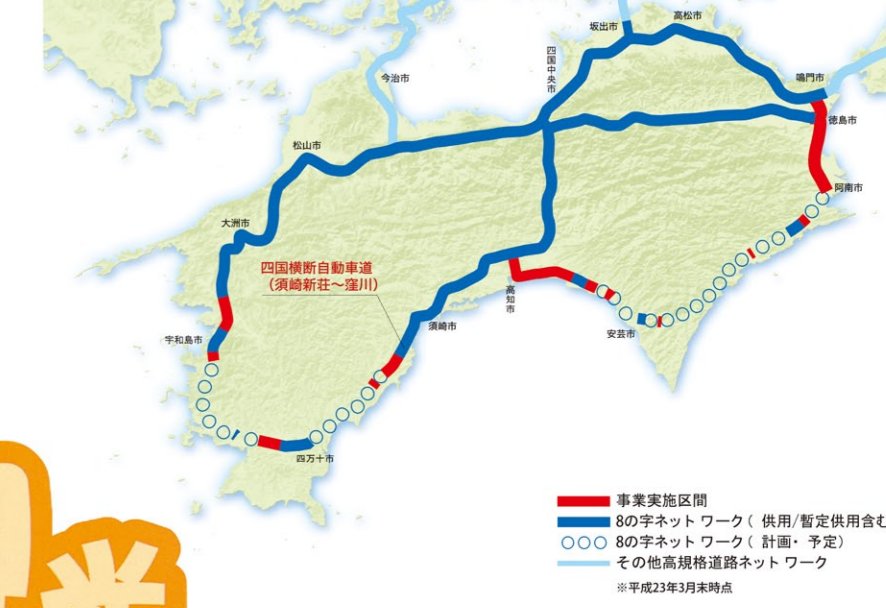 高松市
坂出市
四国中央市
今治市
鳴門市
徳島市
松山市
阿南市
大洲市
四国横断自動車道
（須崎新荘～窪川）
高知市
須崎市
安芸市
宇和島市
四万十市
事業実施区間
8の字ネットワーク（ 供用/暫定供用含む
8の字ネットワーク（ 計画・ 予定）
その他高規格道路ネットワーク
※平成23年3月末時点